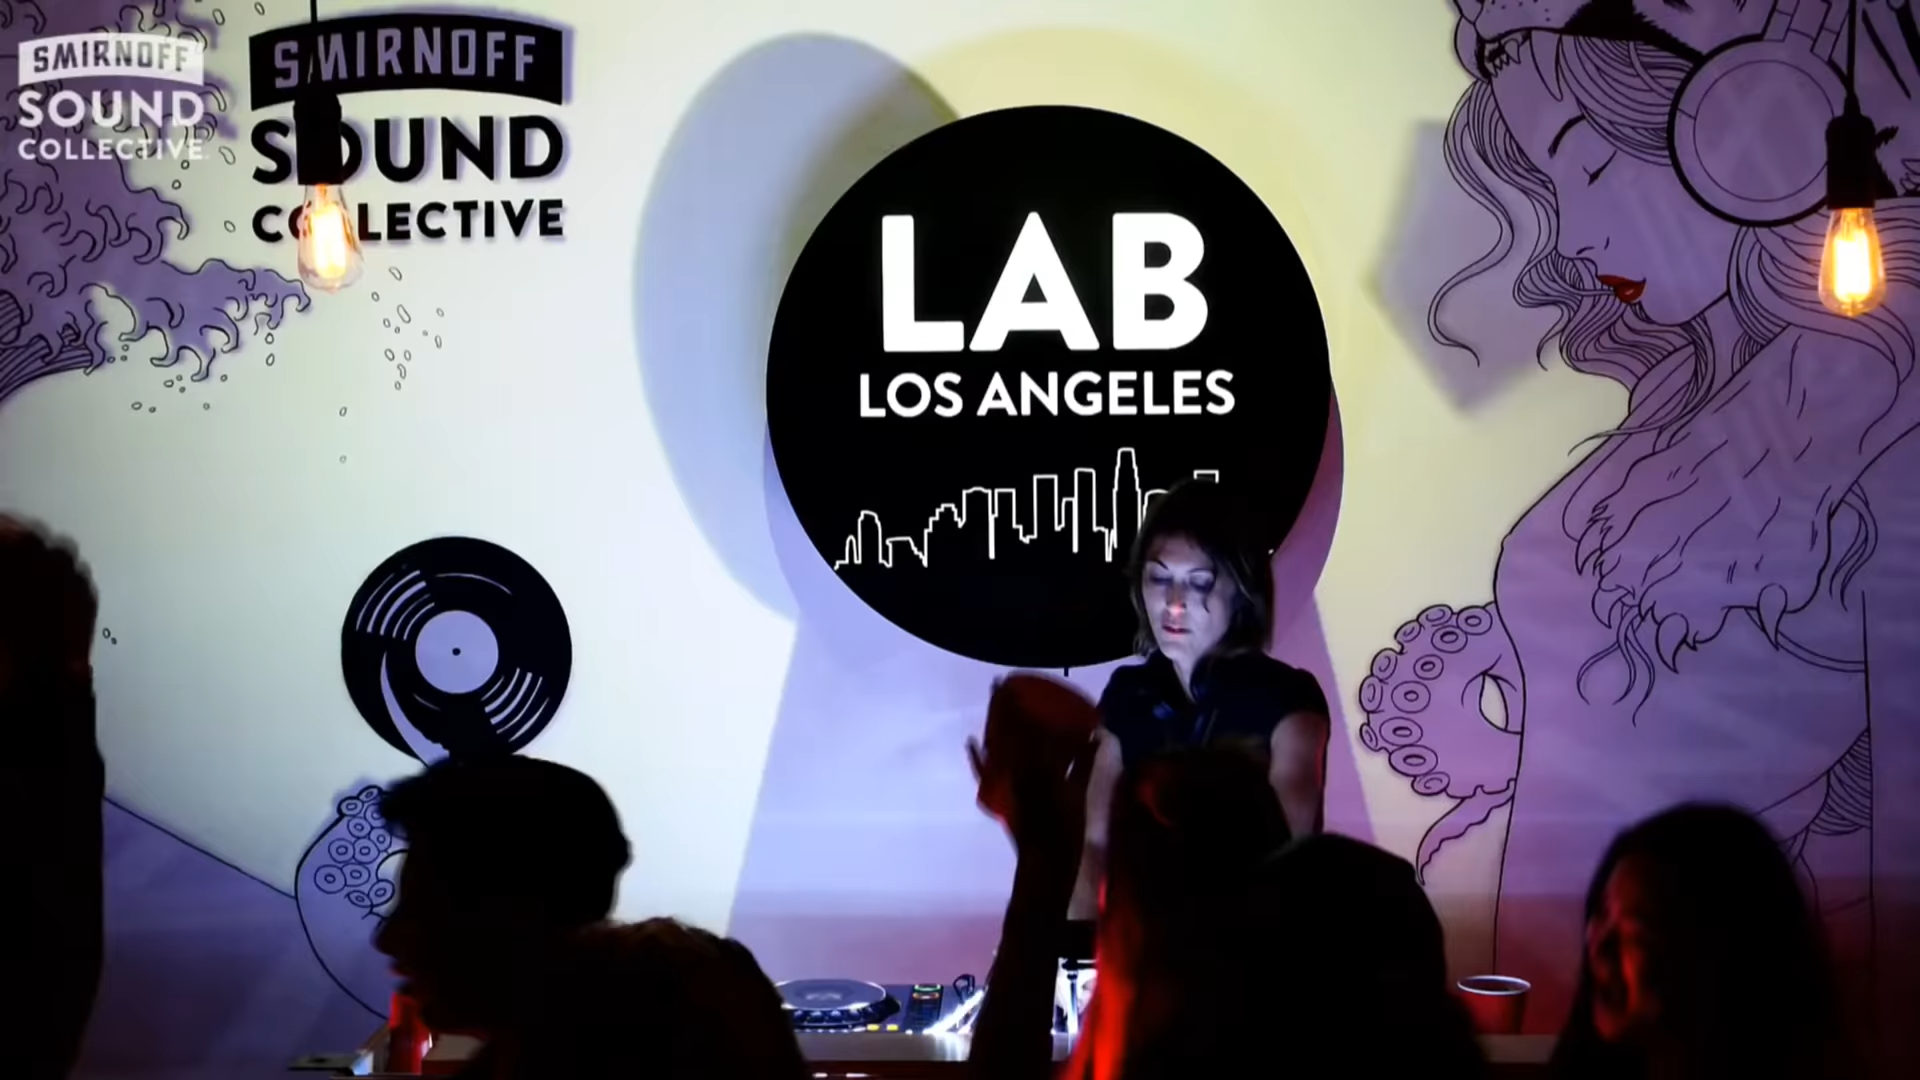 SMIRNOFF
SOUND
COLLECTIVE
SMIRNOFF
SOUND
COLLECTIVE
LAB
LOS ANGELES